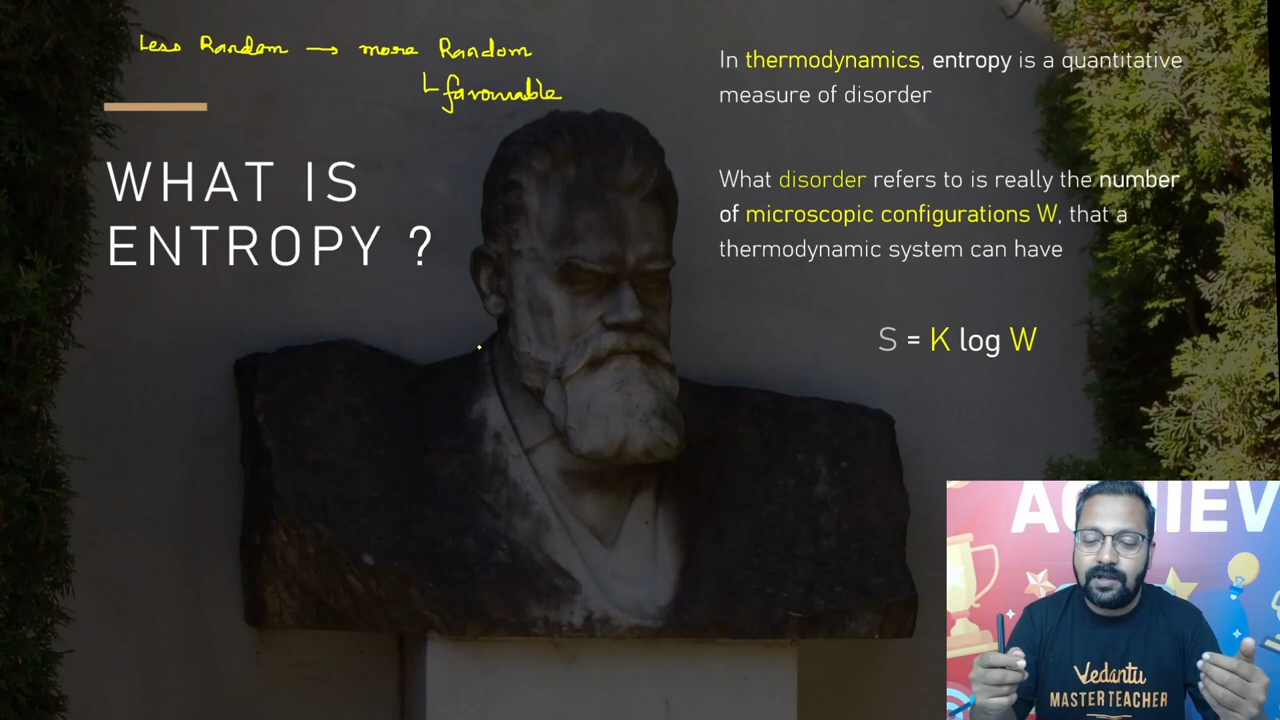 Less Random → more Random
favourable
WHAT IS
ENTROPY ?
In thermodynamics, entropy is a quantitative
measure of disorder
What disorder refers to is really the number
of microscopic configurations W, that a
thermodynamic system can have
S = K log W
ACHIEV
Vedantu
MASTER TEACHER